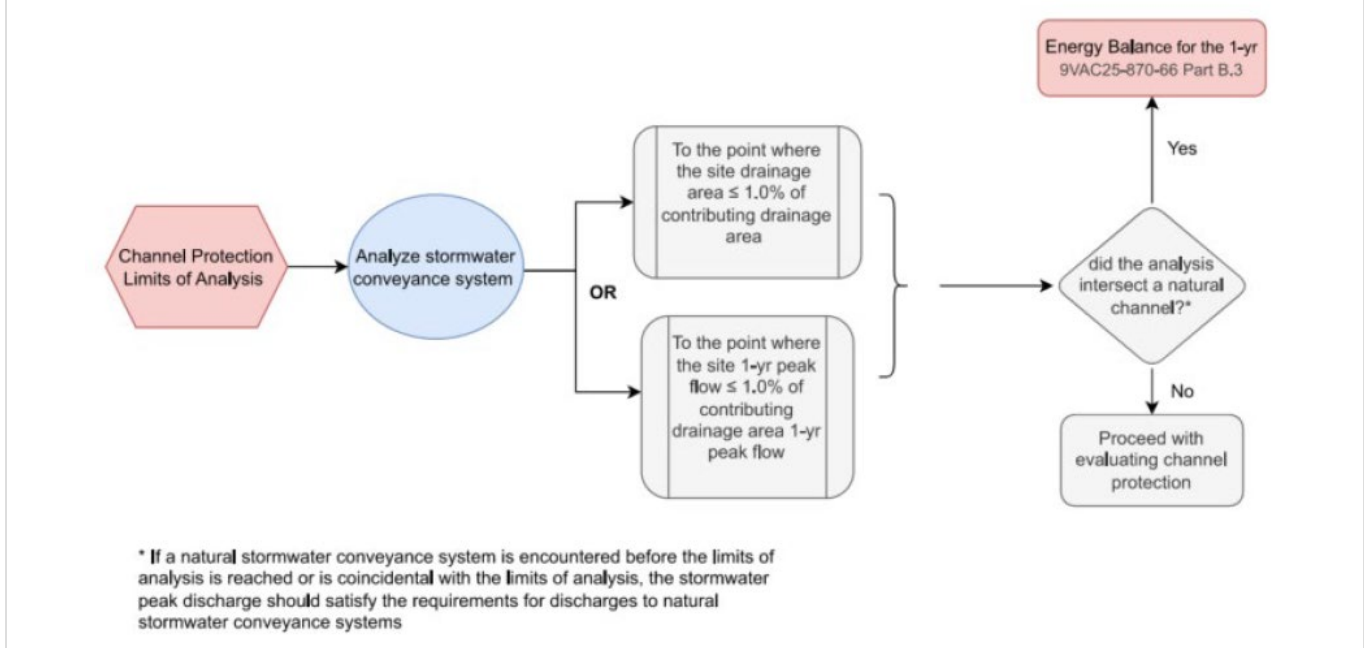 Channel Protection
Limits of Analysis
Analyze stormwater
conveyance system
OR
To the point where
the site drainage
area ≤ 1.0% of
contributing drainage
area
To the point where
the site 1-yr peak
flow ≤ 1.0% of
contributing
drainage area 1-yr
peak flow
did the analysis
intersect a natural
channel?*
Yes
Energy Balance for the 1-yr
9VAC25-870-66 Part B.3
No
Proceed with
evaluating channel
protection
* If a natural stormwater conveyance system is encountered before the limits of
analysis is reached or is coincidental with the limits of analysis, the stormwater
peak discharge should satisfy the requirements for discharges to natural
stormwater conveyance systems